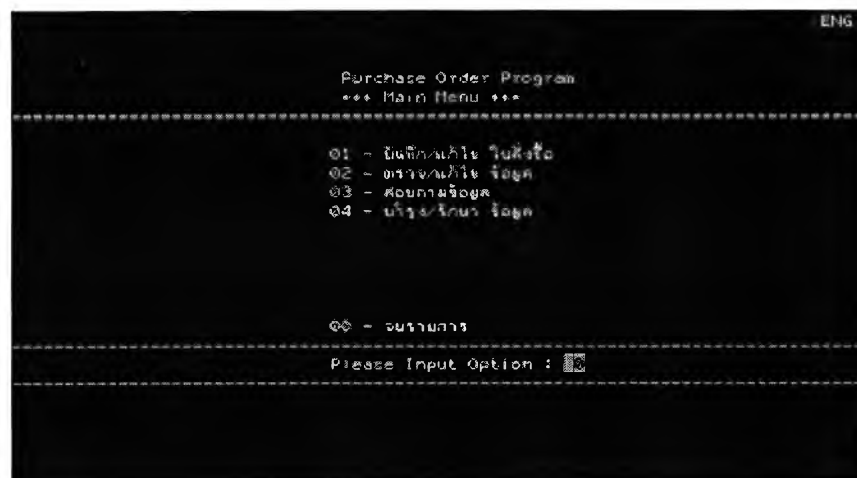 ENG
Purchase Order Program
*** Main Menu ***
01 - บันทึก/แก้ไข ใบสั่งซื้อ
02 - ตรวจ/แก้ไข ข้อมูล
03 - สอบถามข้อมูล
04 - บำรุง/รักษา ข้อมูล
00 - จบรายการ
Please Input Option :